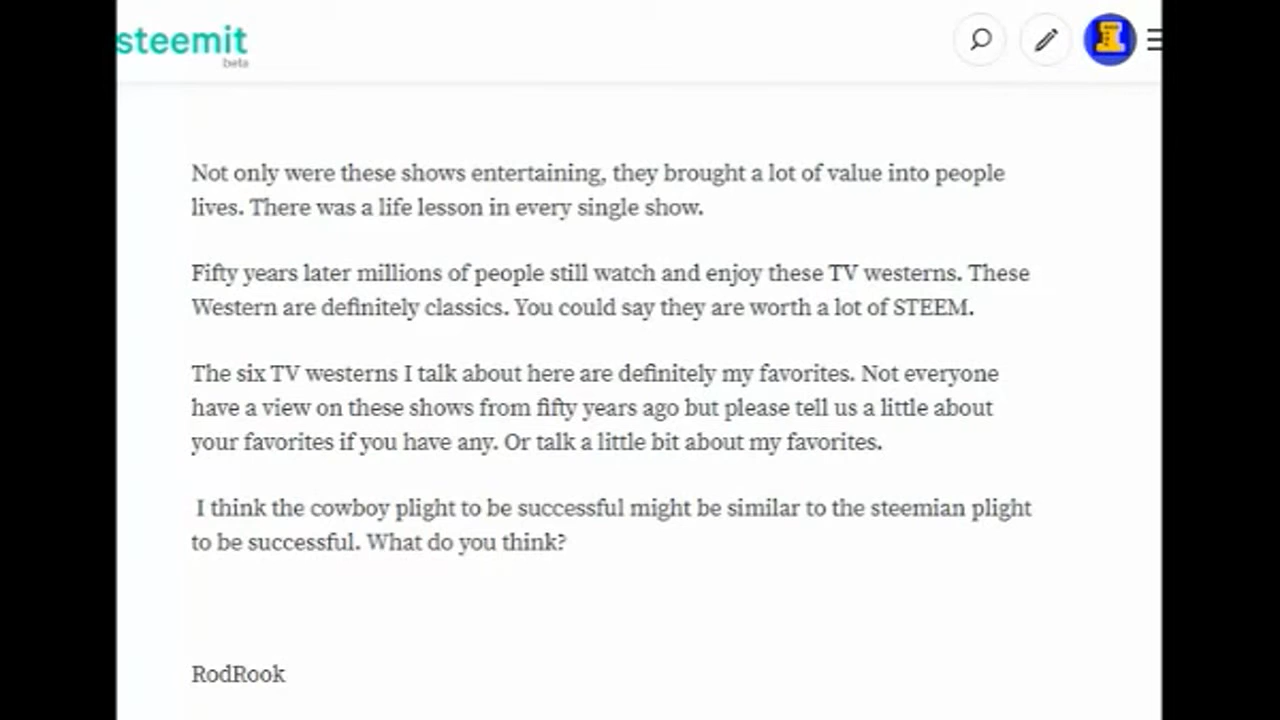 steemit
beta
Not only were these shows entertaining, they brought a lot of value into people
lives. There was a life lesson in every single show.
Fifty years later millions of people still watch and enjoy these TV westerns. These
Western are definitely classics. You could say they are worth a lot of STEEM.
The six TV westerns I talk about here are definitely my favorites. Not everyone
have a view on these shows from fifty years ago but please tell us a little about
your favorites if you have any. Or talk a little bit about my favorites.
I think the cowboy plight to be successful might be similar to the steemian plight
to be successful. What do you think?
RodRook